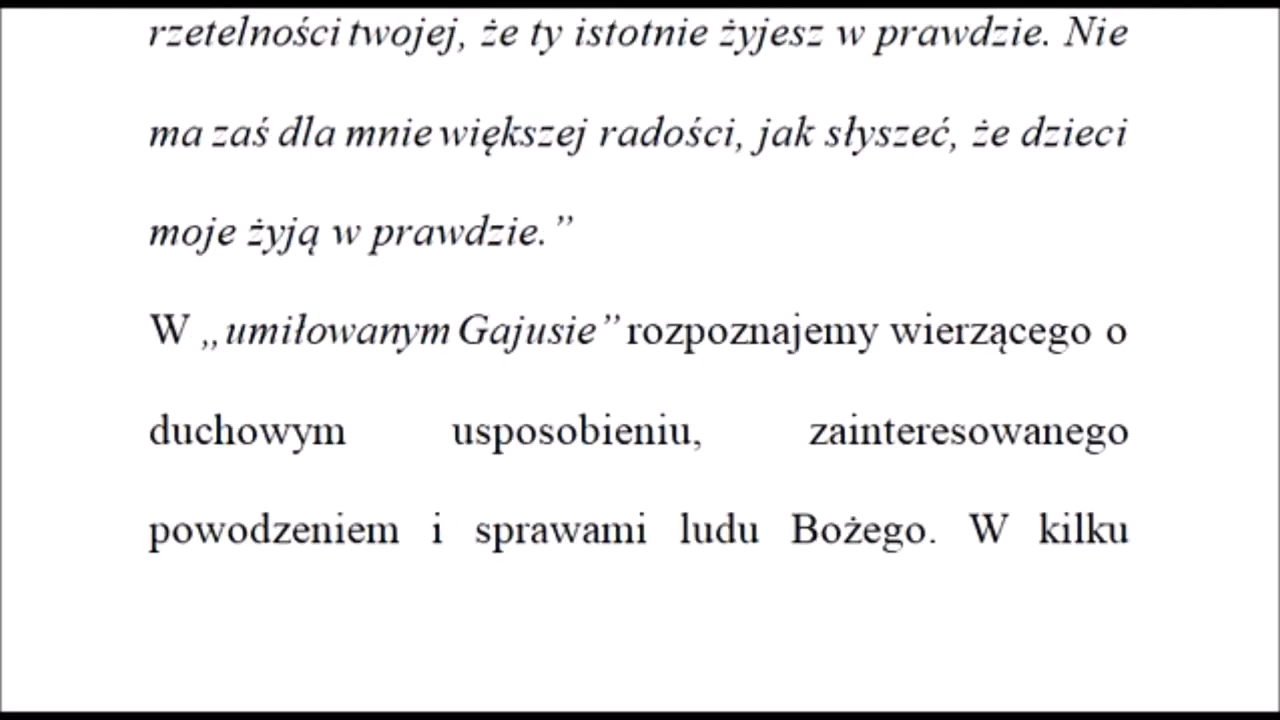 rzetelności twojej, że ty istotnie żyjesz w prawdzie. Nie
ma zaś dla mnie większej radości, jak słyszeć, że dzieci
moje żyją w prawdzie.”
W „umiłowanym Gajusie” rozpoznajemy wierzącego o
duchowym usposobieniu, zainteresowanego
powodzeniem i sprawami ludu Bożego. W kilku